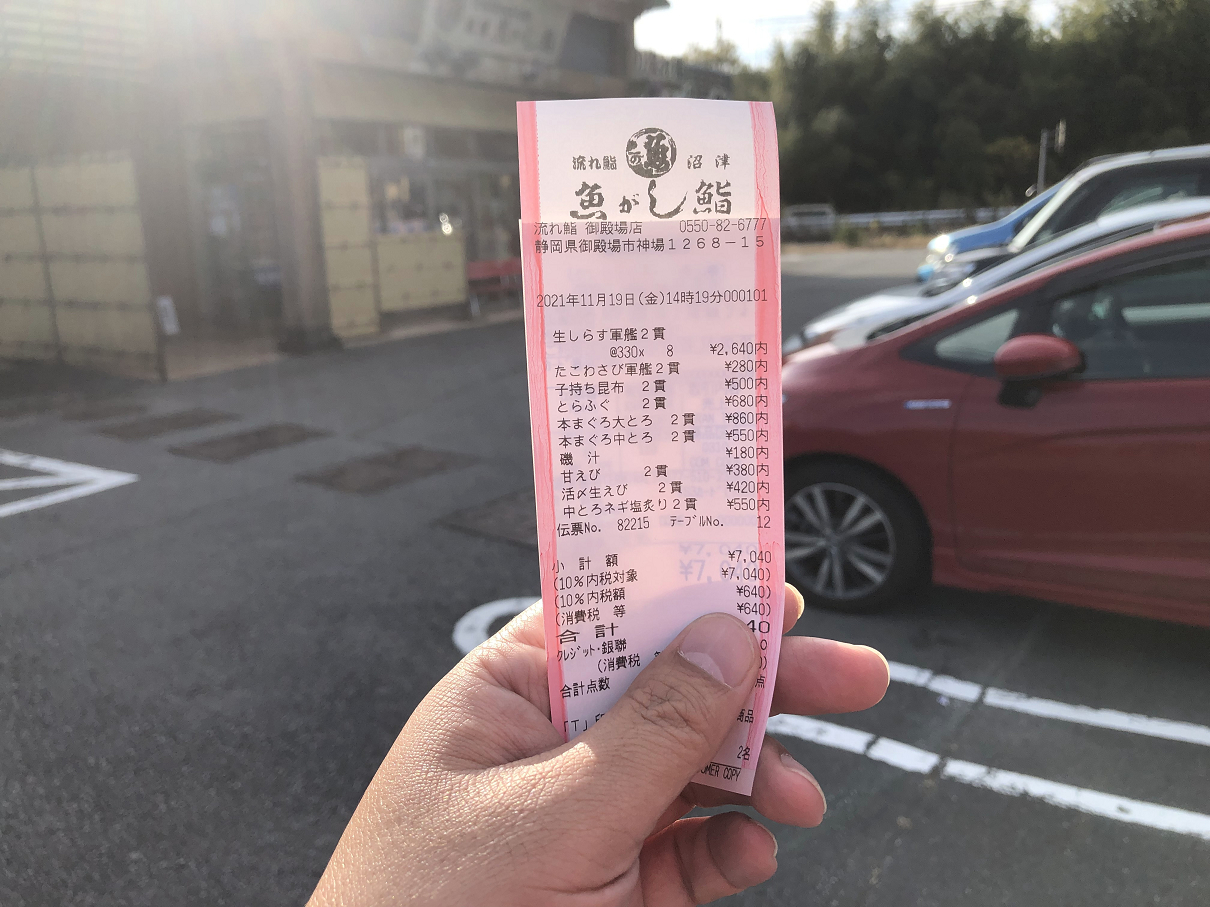 流れ鮨 沼津
魚がし鮨
流れ鮨 御殿場店 0550-82-6777
静岡県御殿場市神場1268-15
2021年11月19日(金)14時19分000101
生しらす軍艦2貫
@330x 8 ¥2,640内
たこわさび軍艦2貫 ¥280内
子持ち昆布 2貫 ¥500内
とらふぐ 2貫 ¥680内
本まぐろ大とろ 2貫 ¥860内
本まぐろ中とろ 2貫 ¥550内
磯 汁 ¥180内
甘えび 2貫 ¥380内
活〆生えび 2貫 ¥420内
中とろネギ塩炙り2貫 ¥550内
伝票No. 82215 テーブルNo. 12
小 計 額 ¥7,040
(10%内税対象 ¥7,040)
(10%内税額 ¥640)
(消費税 等 ¥640)
合 計 40
クレジット・銀聯 0
(消費税 )
合計点数 点
商品
2名
OMER COPY